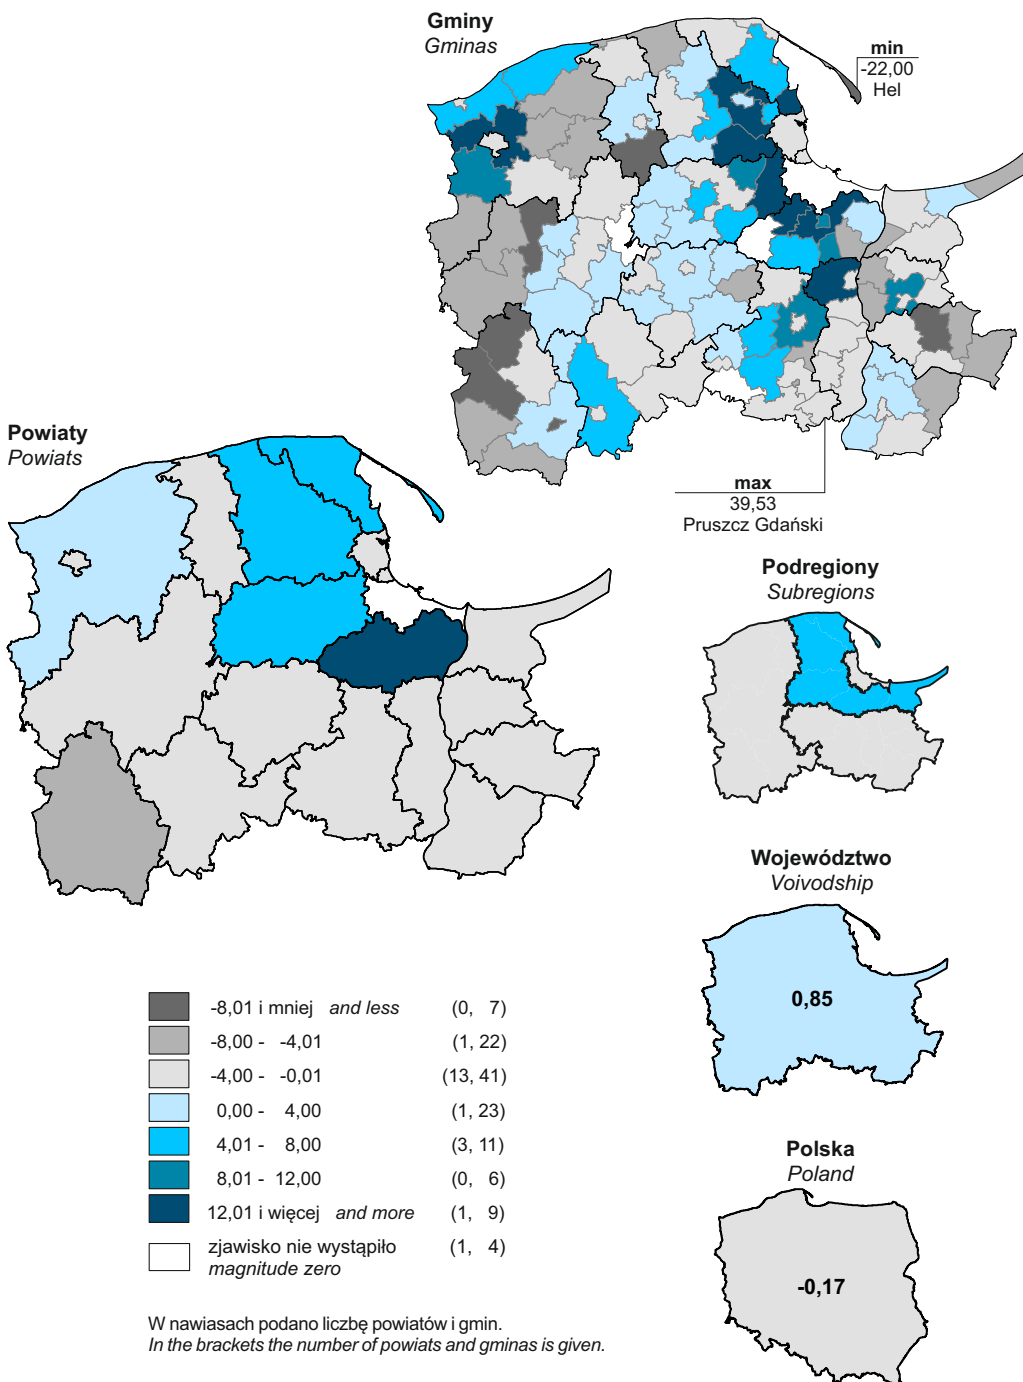 Gminy
Gminas
min
-22,00
Hel
max
39,53
Pruszcz Gdański
Powiaty
Powiats
Podregiony
Subregions
Województwo
Voivodship
0,85
Polska
Poland
-0,17
-8,01 i mniej and less (0, 7)
-8,00 - -4,01 (1, 22)
-4,00 - -0,01 (13, 41)
0,00 - 4,00 (1, 23)
4,01 - 8,00 (3, 11)
8,01 - 12,00 (0, 6)
12,01 i więcej and more (1, 9)
zjawisko nie wystąpiło (1, 4)
magnitude zero
W nawiasach podano liczbę powiatów i gmin.
In the brackets the number of powiats and gminas is given.